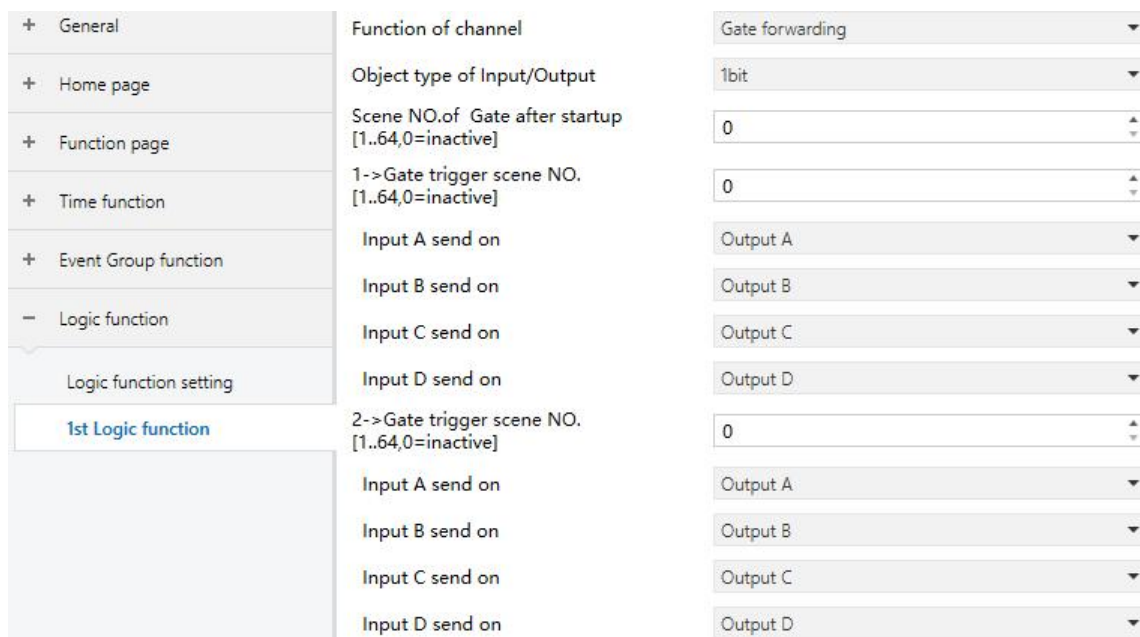 + General
+ Home page
+ Function page
+ Time function
+ Event Group function
− Logic function
Logic function setting
1st Logic function
Function of channel
Gate forwarding
Object type of Input/Output
1bit
Scene NO.of Gate after startup
[1..64,0=inactive]
0
1->Gate trigger scene NO.
[1..64,0=inactive]
0
Input A send on
Output A
Input B send on
Output B
Input C send on
Output C
Input D send on
Output D
2->Gate trigger scene NO.
[1..64,0=inactive]
0
Input A send on
Output A
Input B send on
Output B
Input C send on
Output C
Input D send on
Output D